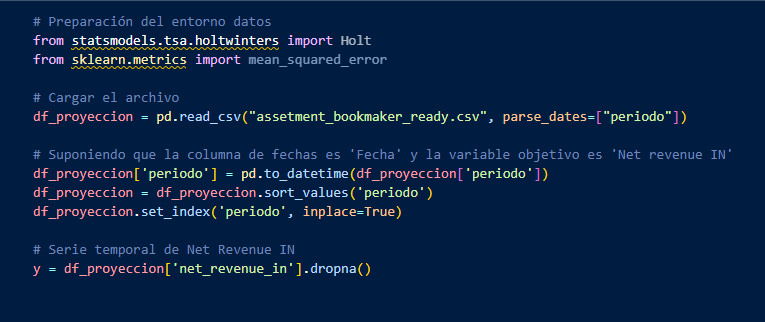 # Preparación del entorno datos
from statsmodels.tsa.holtwinters import Holt
from sklearn.metrics import mean_squared_error
# Cargar el archivo
df_proyeccion = pd.read_csv("assetment_bookmaker_ready.csv", parse_dates=["periodo"])
# Suponiendo que la columna de fechas es 'Fecha' y la variable objetivo es 'Net revenue IN'
df_proyeccion['periodo'] = pd.to_datetime(df_proyeccion['periodo'])
df_proyeccion = df_proyeccion.sort_values('periodo')
df_proyeccion.set_index('periodo', inplace=True)
# Serie temporal de Net Revenue IN
y = df_proyeccion['net_revenue_in'].dropna()